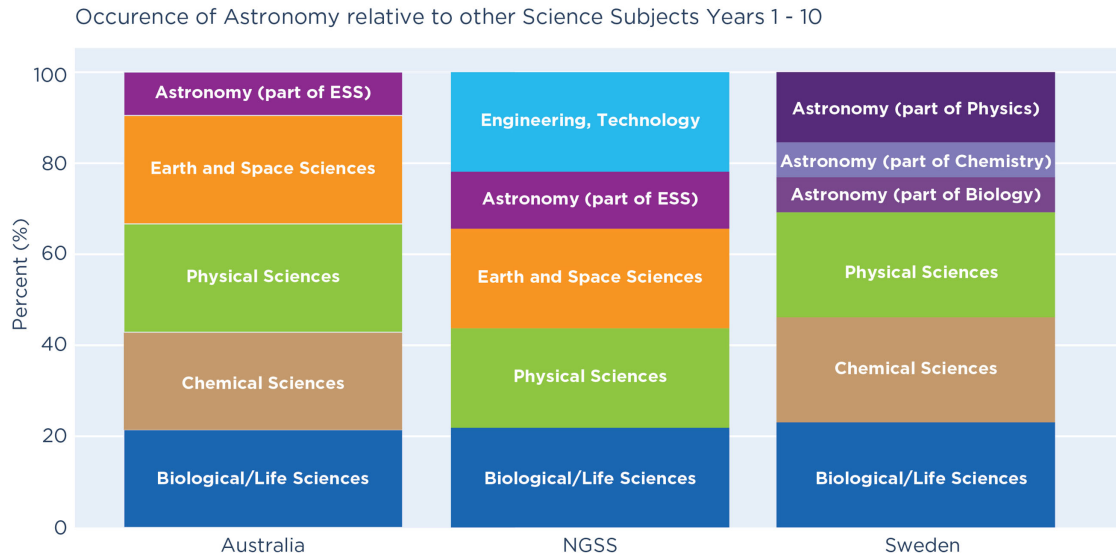 Occurence of Astronomy relative to other Science Subjects Years 1 - 10
Percent (%)
100
80
60
40
20
0
Astronomy (part of ESS)
Earth and Space Sciences
Physical Sciences
Chemical Sciences
Biological/Life Sciences
Engineering, Technology
Astronomy (part of ESS)
Earth and Space Sciences
Physical Sciences
Biological/Life Sciences
Astronomy (part of Physics)
Astronomy (part of Chemistry)
Astronomy (part of Biology)
Physical Sciences
Chemical Sciences
Biological/Life Sciences
Australia
NGSS
Sweden